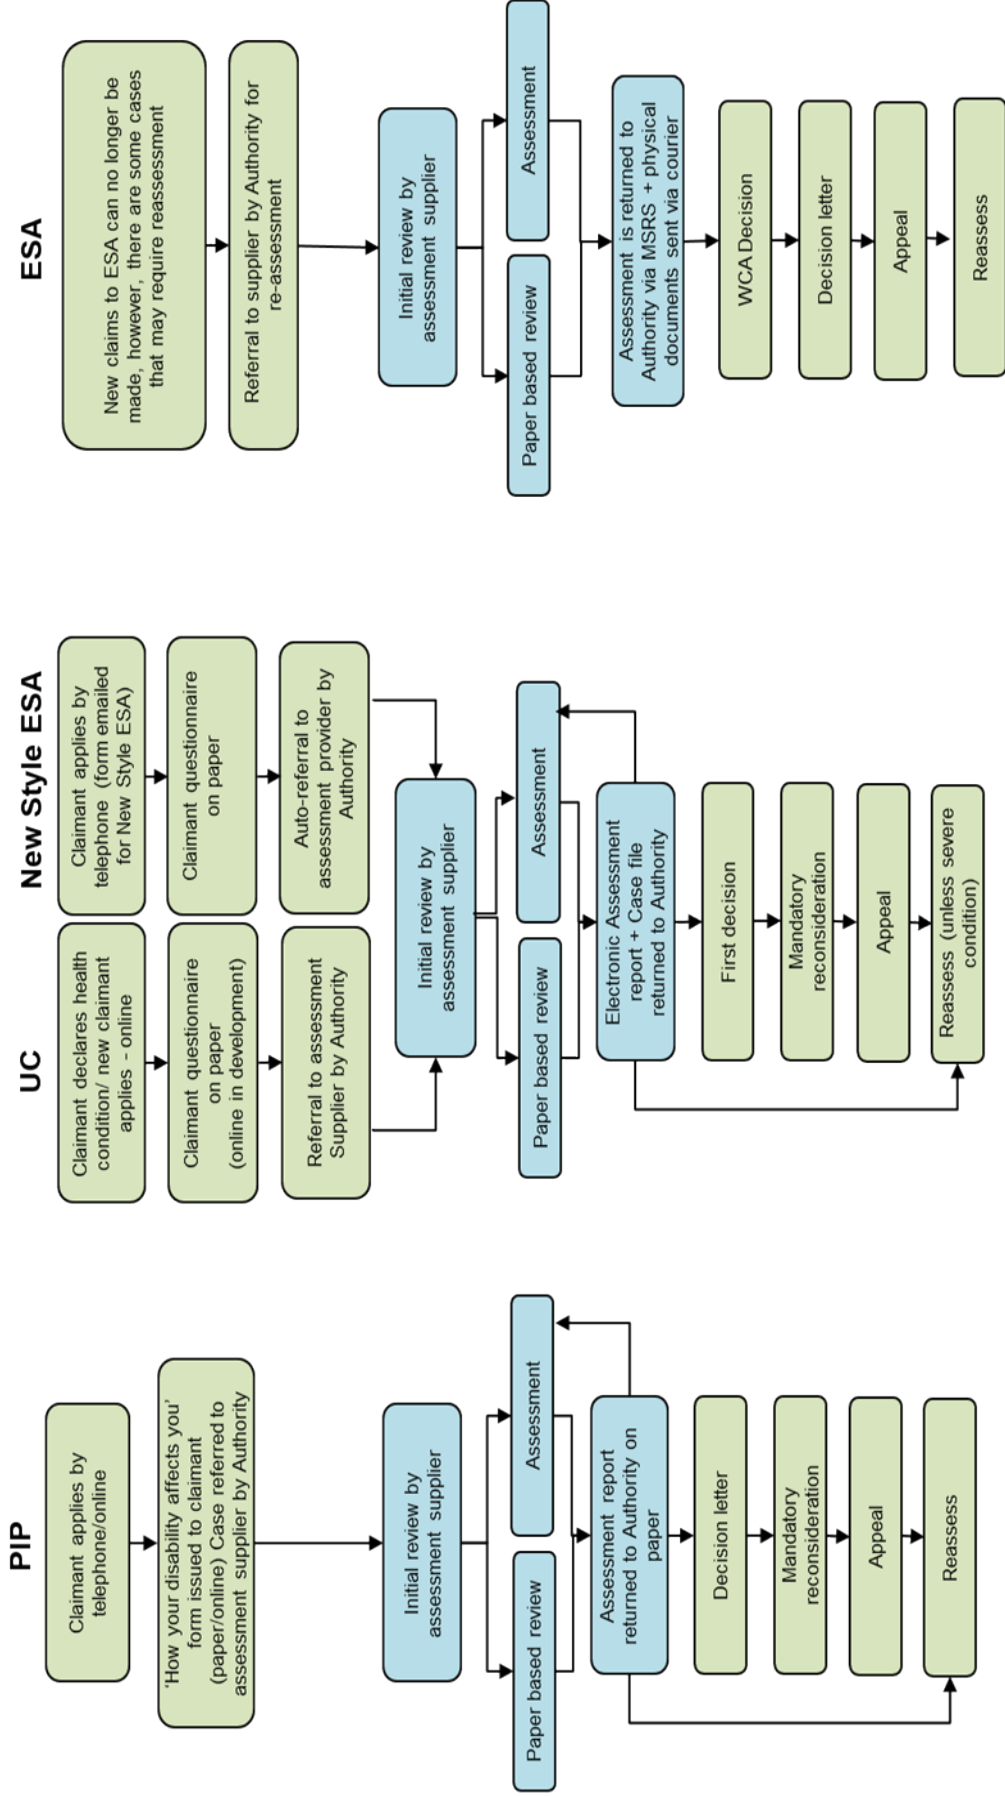 PIP
Claimant applies by
telephone/online
'How your disability affects you'
form issued to claimant
(paper/online) Case referred to
assessment supplier by Authority
Initial review by
assessment supplier
Paper based review
Assessment
Assessment report
returned to Authority on
paper
Decision letter
Mandatory
reconsideration
Appeal
Reassess
UC
New Style ESA
Claimant declares health
condition/ new claimant
applies - online
Claimant applies by
telephone (form emailed
for New Style ESA)
Claimant questionnaire
on paper
(online in development)
Claimant questionnaire
on paper
Referral to assessment
Supplier by Authority
Auto-referral to
assessment provider by
Authority
Initial review by
assessment supplier
Paper based review
Assessment
Electronic Assessment
report + Case file
returned to Authority
First decision
Mandatory
reconsideration
Appeal
Reassess (unless severe
condition)
ESA
New claims to ESA can no longer be
made, however, there are some cases
that may require reassessment
Referral to supplier by Authority for
re-assessment
Initial review by
assessment supplier
Paper based review
Assessment
Assessment is returned to
Authority via MSRS + physical
documents sent via courier
WCA Decision
Decision letter
Appeal
Reassess